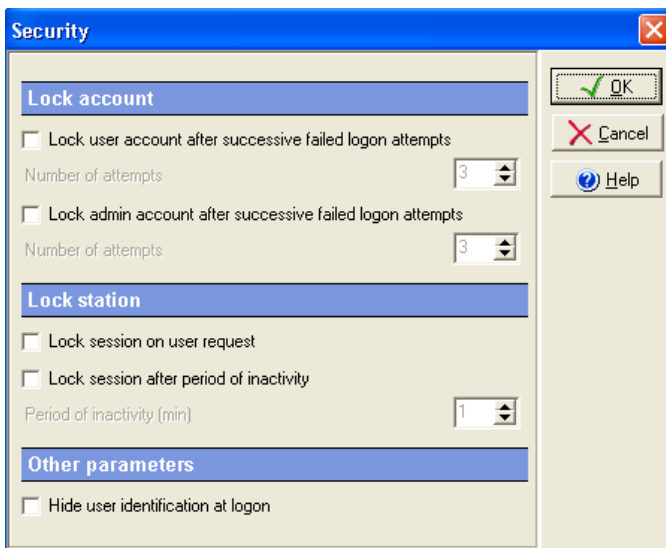 Security
Lock account
Lock user account after successive failed logon attempts
Number of attempts 3
Lock admin account after successive failed logon attempts
Number of attempts 3
Lock station
Lock session on user request
Lock session after period of inactivity
Period of inactivity (min) 1
Other parameters
Hide user identification at logon
OK
Cancel
Help